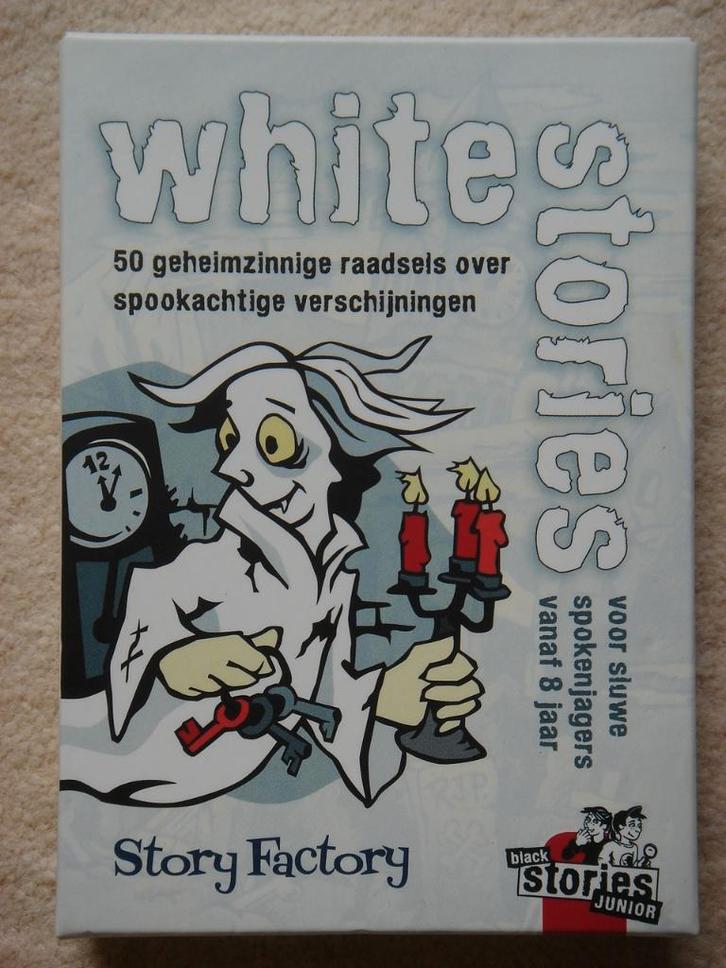 white
stories
50 geheimzinnige raadsels over
spookachtige verschijningen
12
voor sluwe
spokenjagers
vanaf 8 jaar
Story Factory
black
stories
JUNIOR